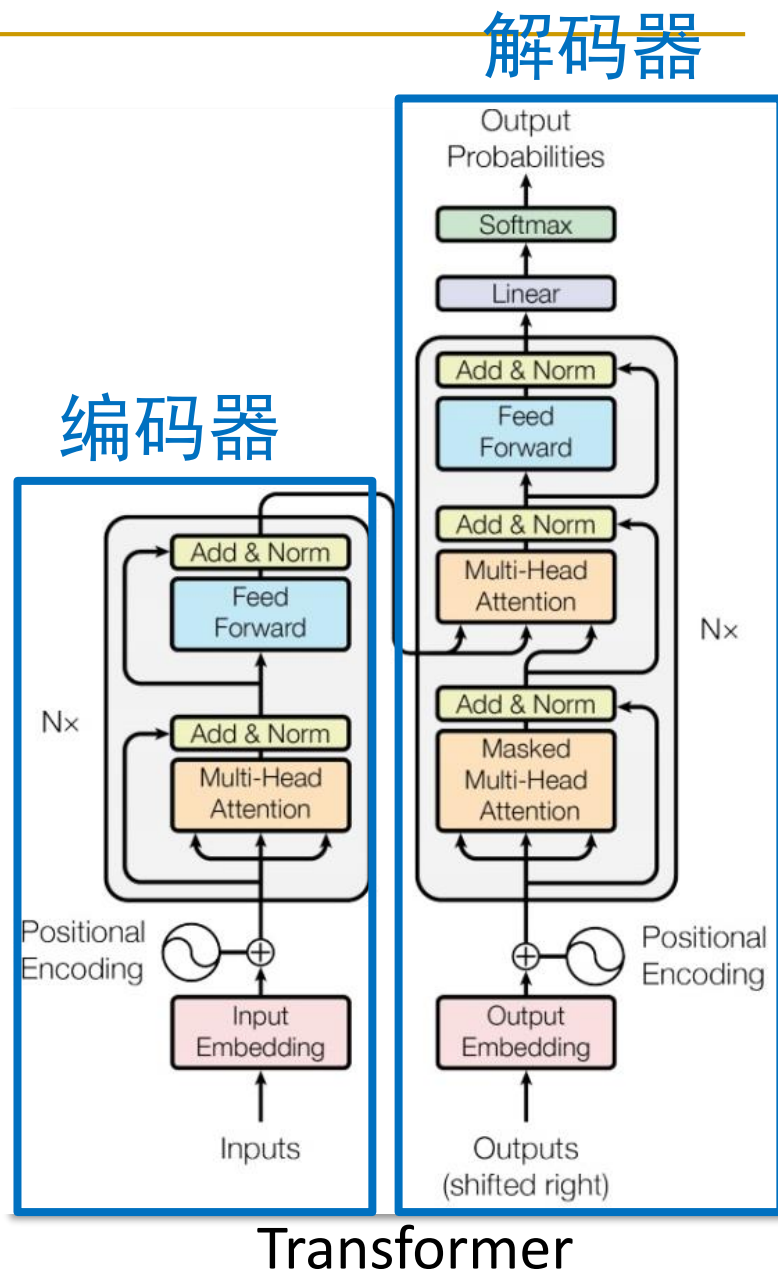 解码器
Output
Probabilities
Softmax
Linear
Add & Norm
Feed
Forward
Add & Norm
Multi-Head
Attention
N×
Add & Norm
Masked
Multi-Head
Attention
Positional
Encoding
Output
Embedding
Outputs
(shifted right)
编码器
Add & Norm
Feed
Forward
N×
Add & Norm
Multi-Head
Attention
Positional
Encoding
Input
Embedding
Inputs
Transformer